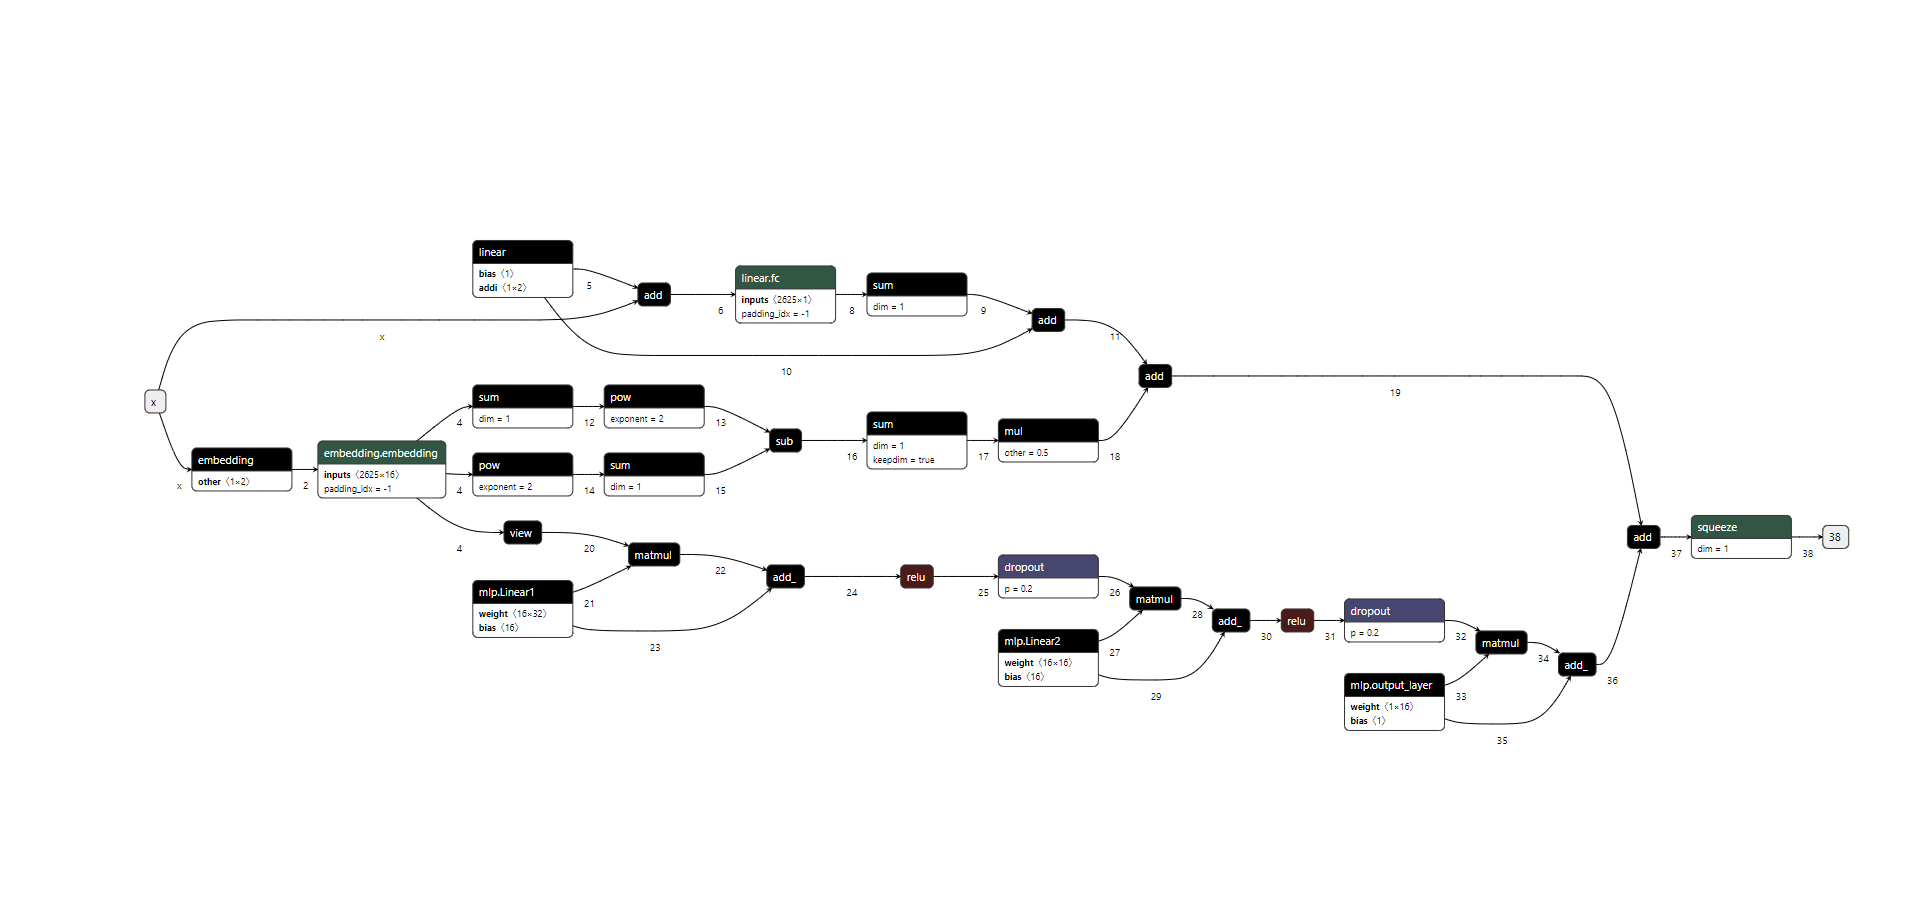 linear
bias 〈1〉
addi 〈1×2〉
5
add
6
linear.fc
inputs 〈2625×1〉
padding_idx = -1
8
sum
dim = 1
9
add
x
10
11
add
19
x
sum
dim = 1
12
pow
exponent = 2
13
4
sub
16
sum
dim = 1
keepdim = true
17
mul
other = 0.5
18
embedding
other 〈1×2〉
x
2
embedding.embedding
inputs 〈2625×16〉
padding_idx = -1
4
pow
exponent = 2
14
sum
dim = 1
15
4
view
20
matmul
22
mlp.Linear1
weight 〈16×32〉
bias 〈16〉
21
23
add_
24
relu
25
dropout
p = 0.2
26
matmul
28
mlp.Linear2
weight 〈16×16〉
bias 〈16〉
27
29
add_
30
relu
31
dropout
p = 0.2
32
matmul
34
mlp.output_layer
weight 〈1×16〉
bias 〈1〉
33
35
add_
36
add
37
squeeze
dim = 1
38
38